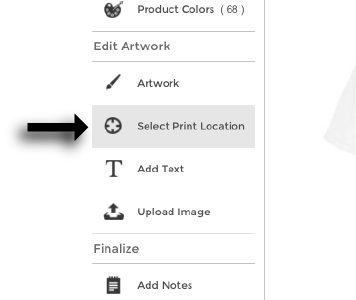 Product Colors ( 68 )
Edit Artwork
Artwork
Select Print Location
Add Text
Upload Image
Finalize
Add Notes